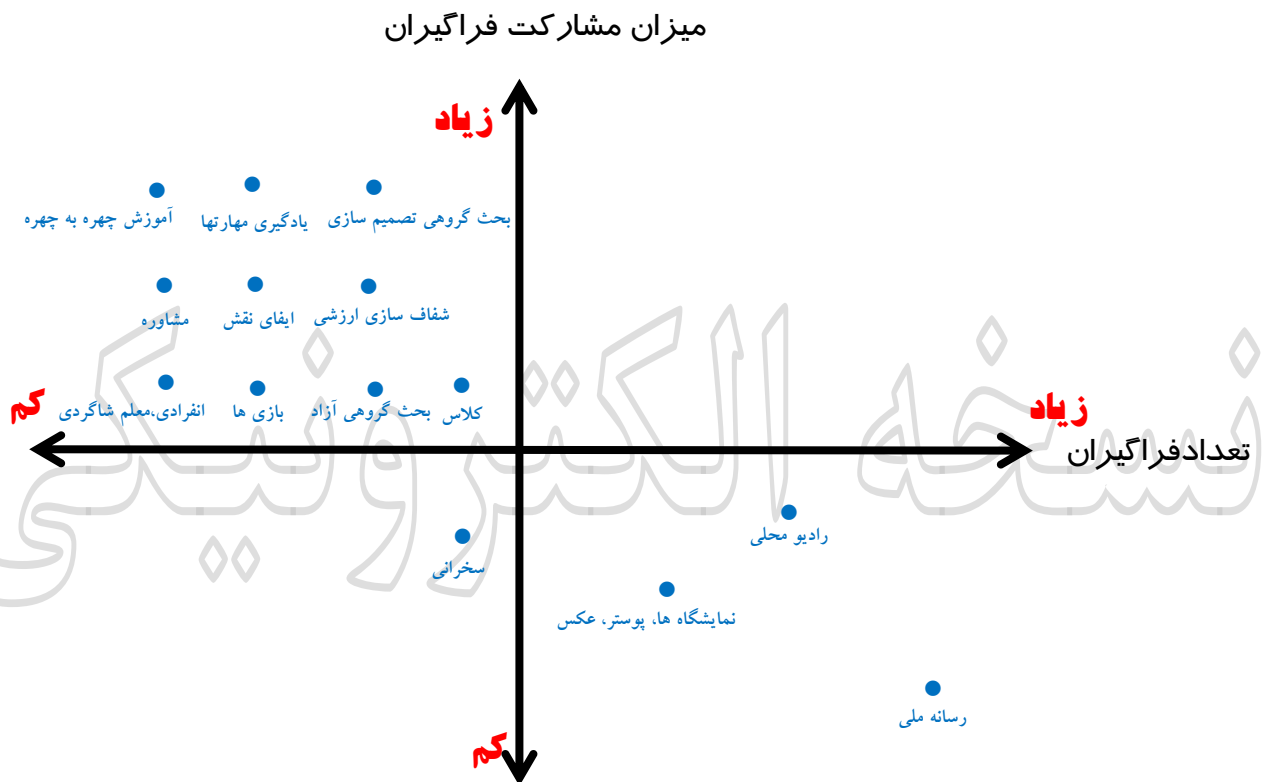 میزان مشارکت فراگیران
زیاد
بحث گروهی تصمیم سازی
یادگیری مهارتها
آموزش چهره به چهره
شفاف سازی ارزشی
ایفای نقش
مشاوره
کلاس
بحث گروهی آزاد
بازی ها
انفرادی،معلم شاگردی
کم
زیاد
تعدادفراگیران
نسخه الکترونیکی
رادیو محلی
سخرانی
نمایشگاه ها، پوستر، عکس
رسانه ملی
کم